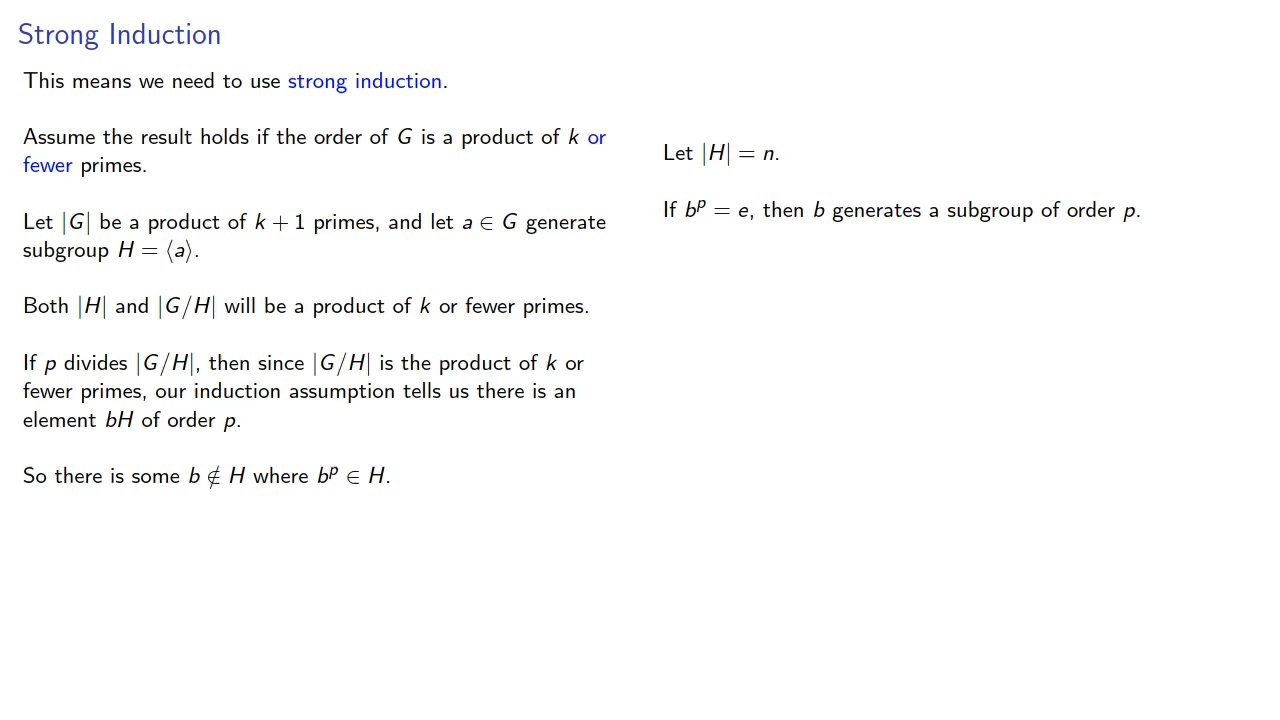 Strong Induction
This means we need to use strong induction.
Assume the result holds if the order of G is a product of k or
fewer primes.
Let |G| be a product of k + 1 primes, and let a ∈ G generate
subgroup H = ⟨a⟩.
Both |H| and |G/H| will be a product of k or fewer primes.
If p divides |G/H|, then since |G/H| is the product of k or
fewer primes, our induction assumption tells us there is an
element bH of order p.
So there is some b ∉ H where bᵖ ∈ H.
Let |H| = n.
If bᵖ = e, then b generates a subgroup of order p.